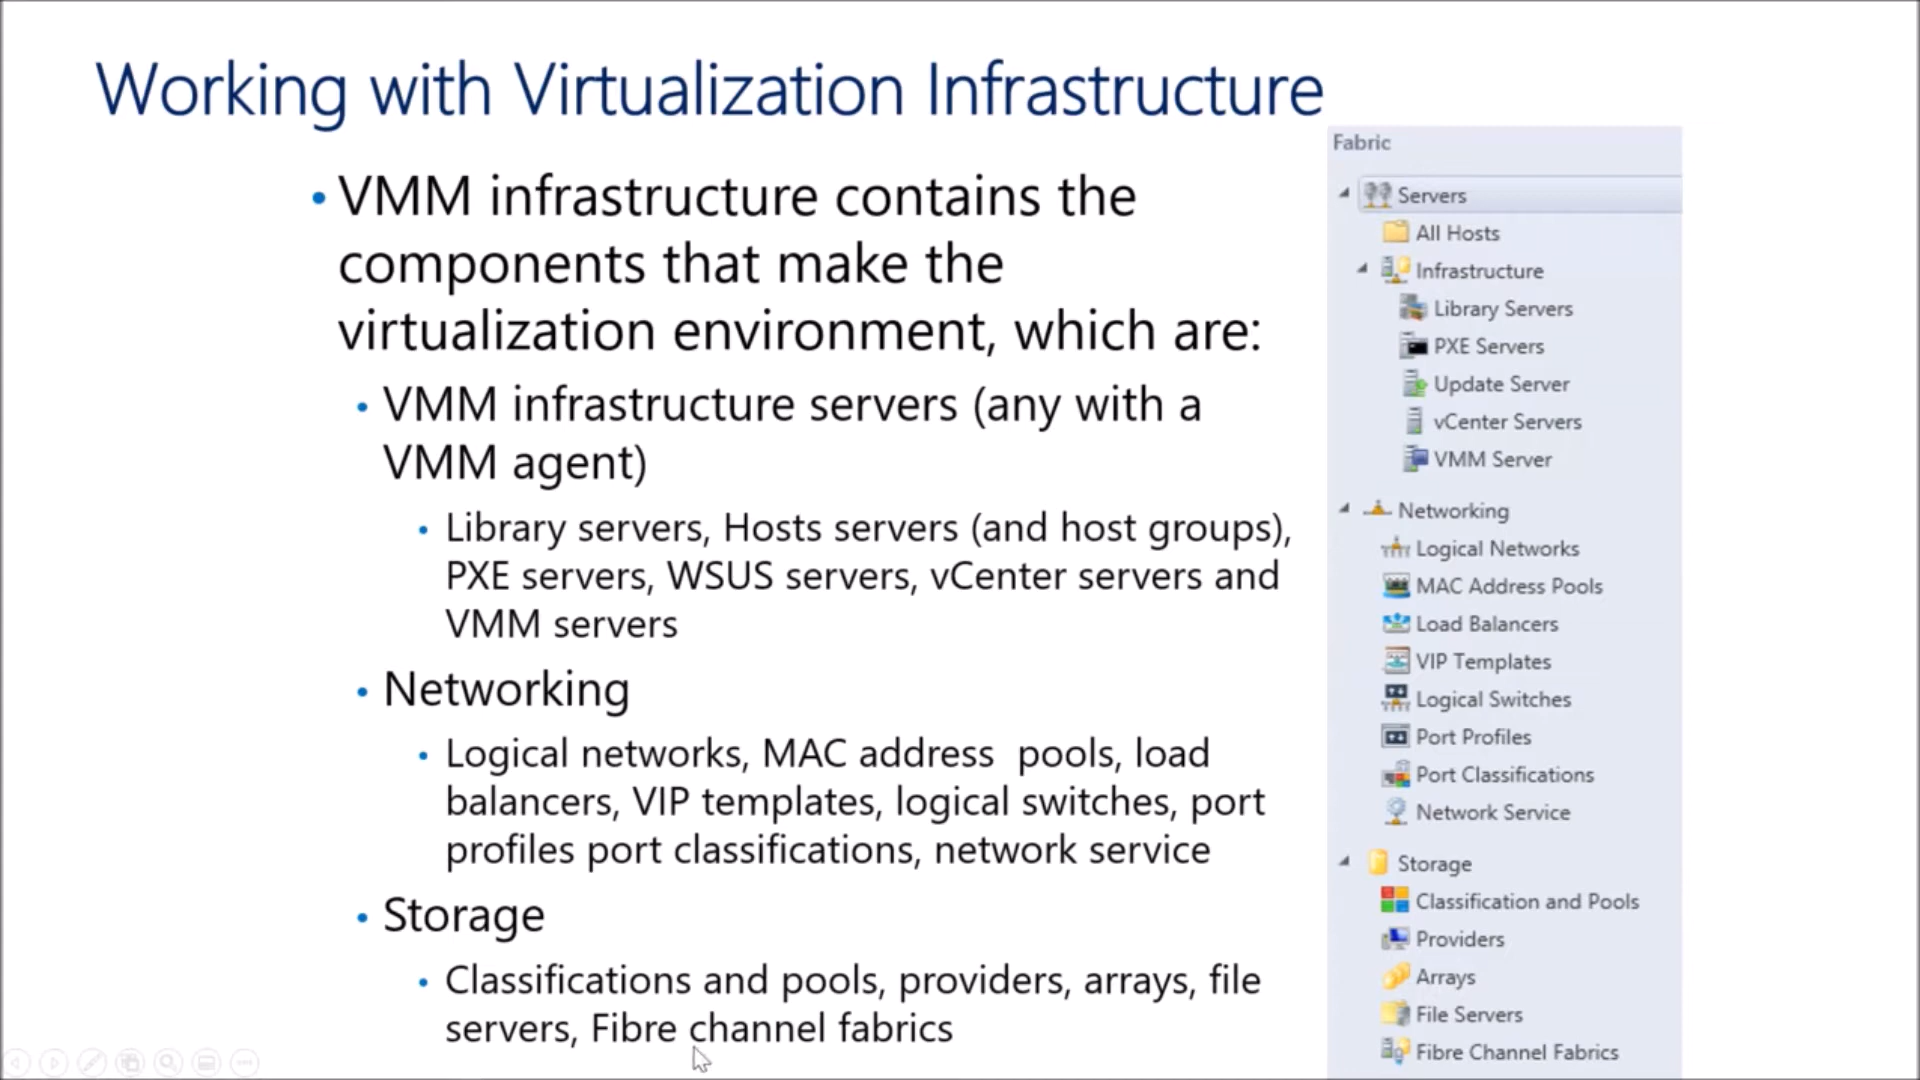 Working with Virtualization Infrastructure
• VMM infrastructure contains the
components that make the
virtualization environment, which are:
• VMM infrastructure servers (any with a
VMM agent)
• Library servers, Hosts servers (and host groups),
PXE servers, WSUS servers, vCenter servers and
VMM servers
• Networking
• Logical networks, MAC address  pools, load
balancers, VIP templates, logical switches, port
profiles port classifications, network service
• Storage
• Classifications and pools, providers, arrays, file
servers, Fibre channel fabrics
Fabric
Servers
All Hosts
Infrastructure
Library Servers
PXE Servers
Update Server
vCenter Servers
VMM Server
Networking
Logical Networks
MAC Address Pools
Load Balancers
VIP Templates
Logical Switches
Port Profiles
Port Classifications
Network Service
Storage
Classification and Pools
Providers
Arrays
File Servers
Fibre Channel Fabrics